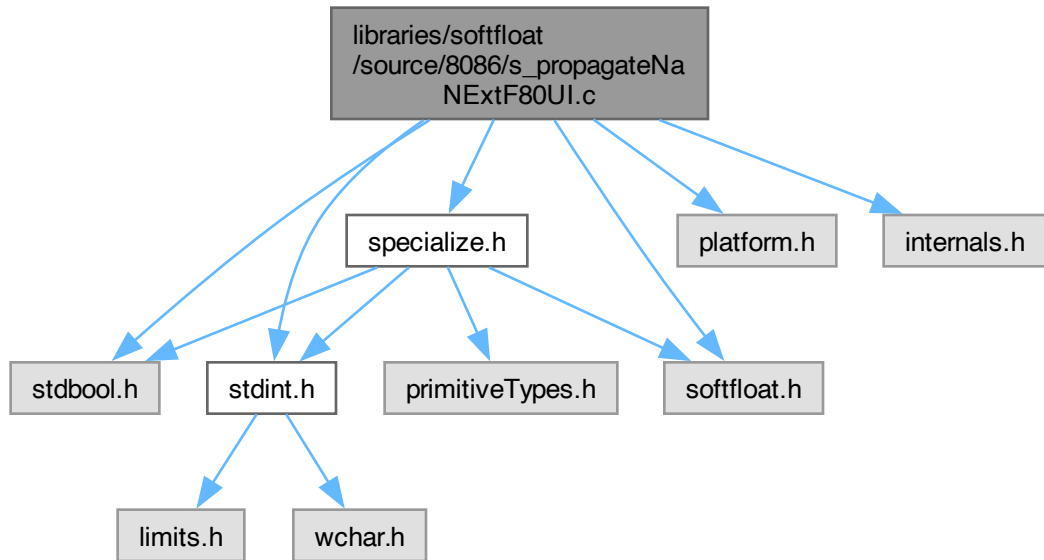 libraries/softfloat
/source/8086/s_propagateNa
NExtF80UI.c
specialize.h
platform.h
internals.h
stdbool.h
stdint.h
primitiveTypes.h
softfloat.h
limits.h
wchar.h